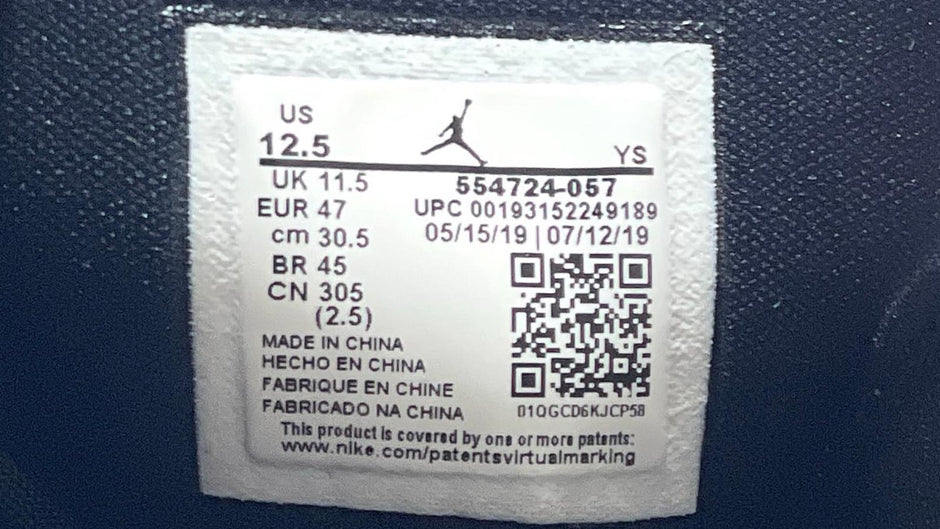 US
12.5
YS
UK 11.5
554724-057
EUR 47
UPC 00193152249189
cm 30.5
05/15/19 | 07/12/19
BR 45
CN 305
(2.5)
MADE IN CHINA
HECHO EN CHINA
FABRIQUE EN CHINE
FABRICADO NA CHINA
01QGCD6KJCP58
This product is covered by one or more patents:
www.nike.com/patentsvirtualmarking